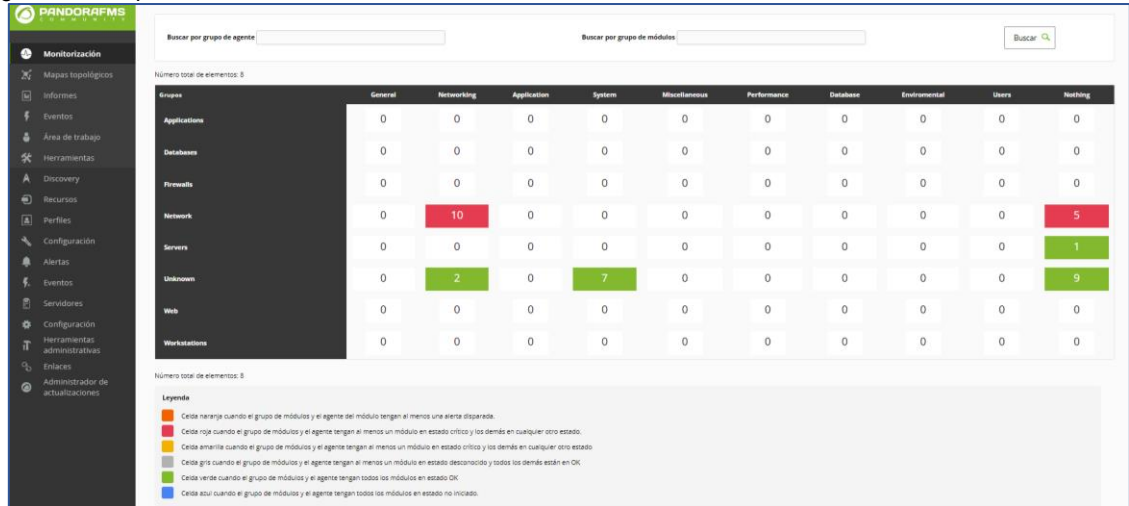 PANDORAFMS
COMMUNITY
Monitorización
Mapas topológicos
Informes
Eventos
Área de trabajo
Herramientas
Discovery
Recursos
Perfiles
Configuración
Alertas
Eventos
Servidores
Configuración
Herramientas
administrativas
Enlaces
Administrador de
actualizaciones
Buscar por grupo de agente Buscar por grupo de módulos Buscar
Número total de elementos: 8
Grupos General Networking Application System Miscellaneous Performance Database Enviromental Users Nothing
Applications 0 0 0 0 0 0 0 0 0 0
Databases 0 0 0 0 0 0 0 0 0 0
Firewalls 0 0 0 0 0 0 0 0 0 0
Network 0 10 0 0 0 0 0 0 0 5
Servers 0 0 0 0 0 0 0 0 0 1
Unknown 0 2 0 7 0 0 0 0 0 9
Web 0 0 0 0 0 0 0 0 0 0
Workstations 0 0 0 0 0 0 0 0 0 0
Número total de elementos: 8
Leyenda
Celda naranja cuando el grupo de módulos y el agente del módulo tengan al menos una alerta disparada.
Celda roja cuando el grupo de módulos y el agente tengan al menos un módulo en estado crítico y los demás en cualquier otro estado.
Celda amarilla cuando el grupo de módulos y el agente tengan al menos un módulo en estado crítico y los demás en cualquier otro estado
Celda gris cuando el grupo de módulos y el agente tengan al menos un módulo en estado desconocido y todos los demás están en OK
Celda verde cuando el grupo de módulos y el agente tengan todos los módulos en estado OK
Celda azul cuando el grupo de módulos y el agente tengan todos los módulos en estado no iniciado.